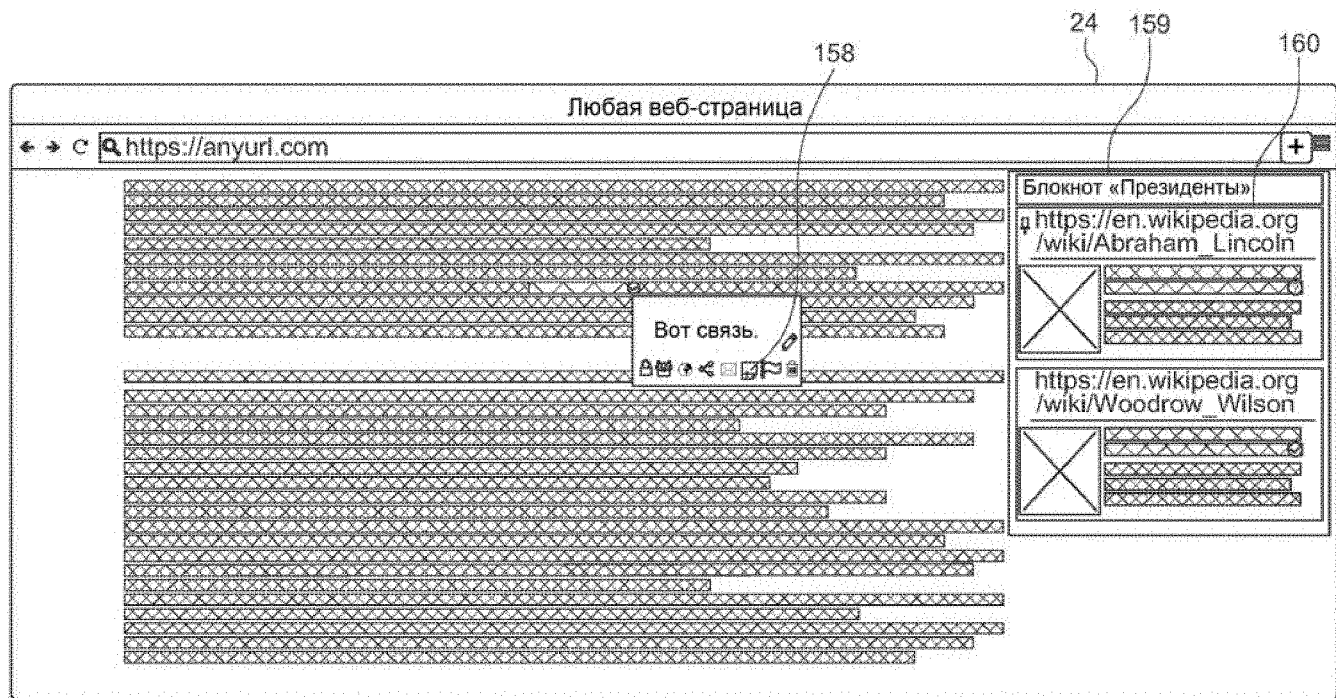 24 159
158 160
Любая веб-страница
https://anyurl.com
+
Блокнот «Президенты»
https://en.wikipedia.org
/wiki/Abraham_Lincoln
Вот связь.
https://en.wikipedia.org
/wiki/Woodrow_Wilson